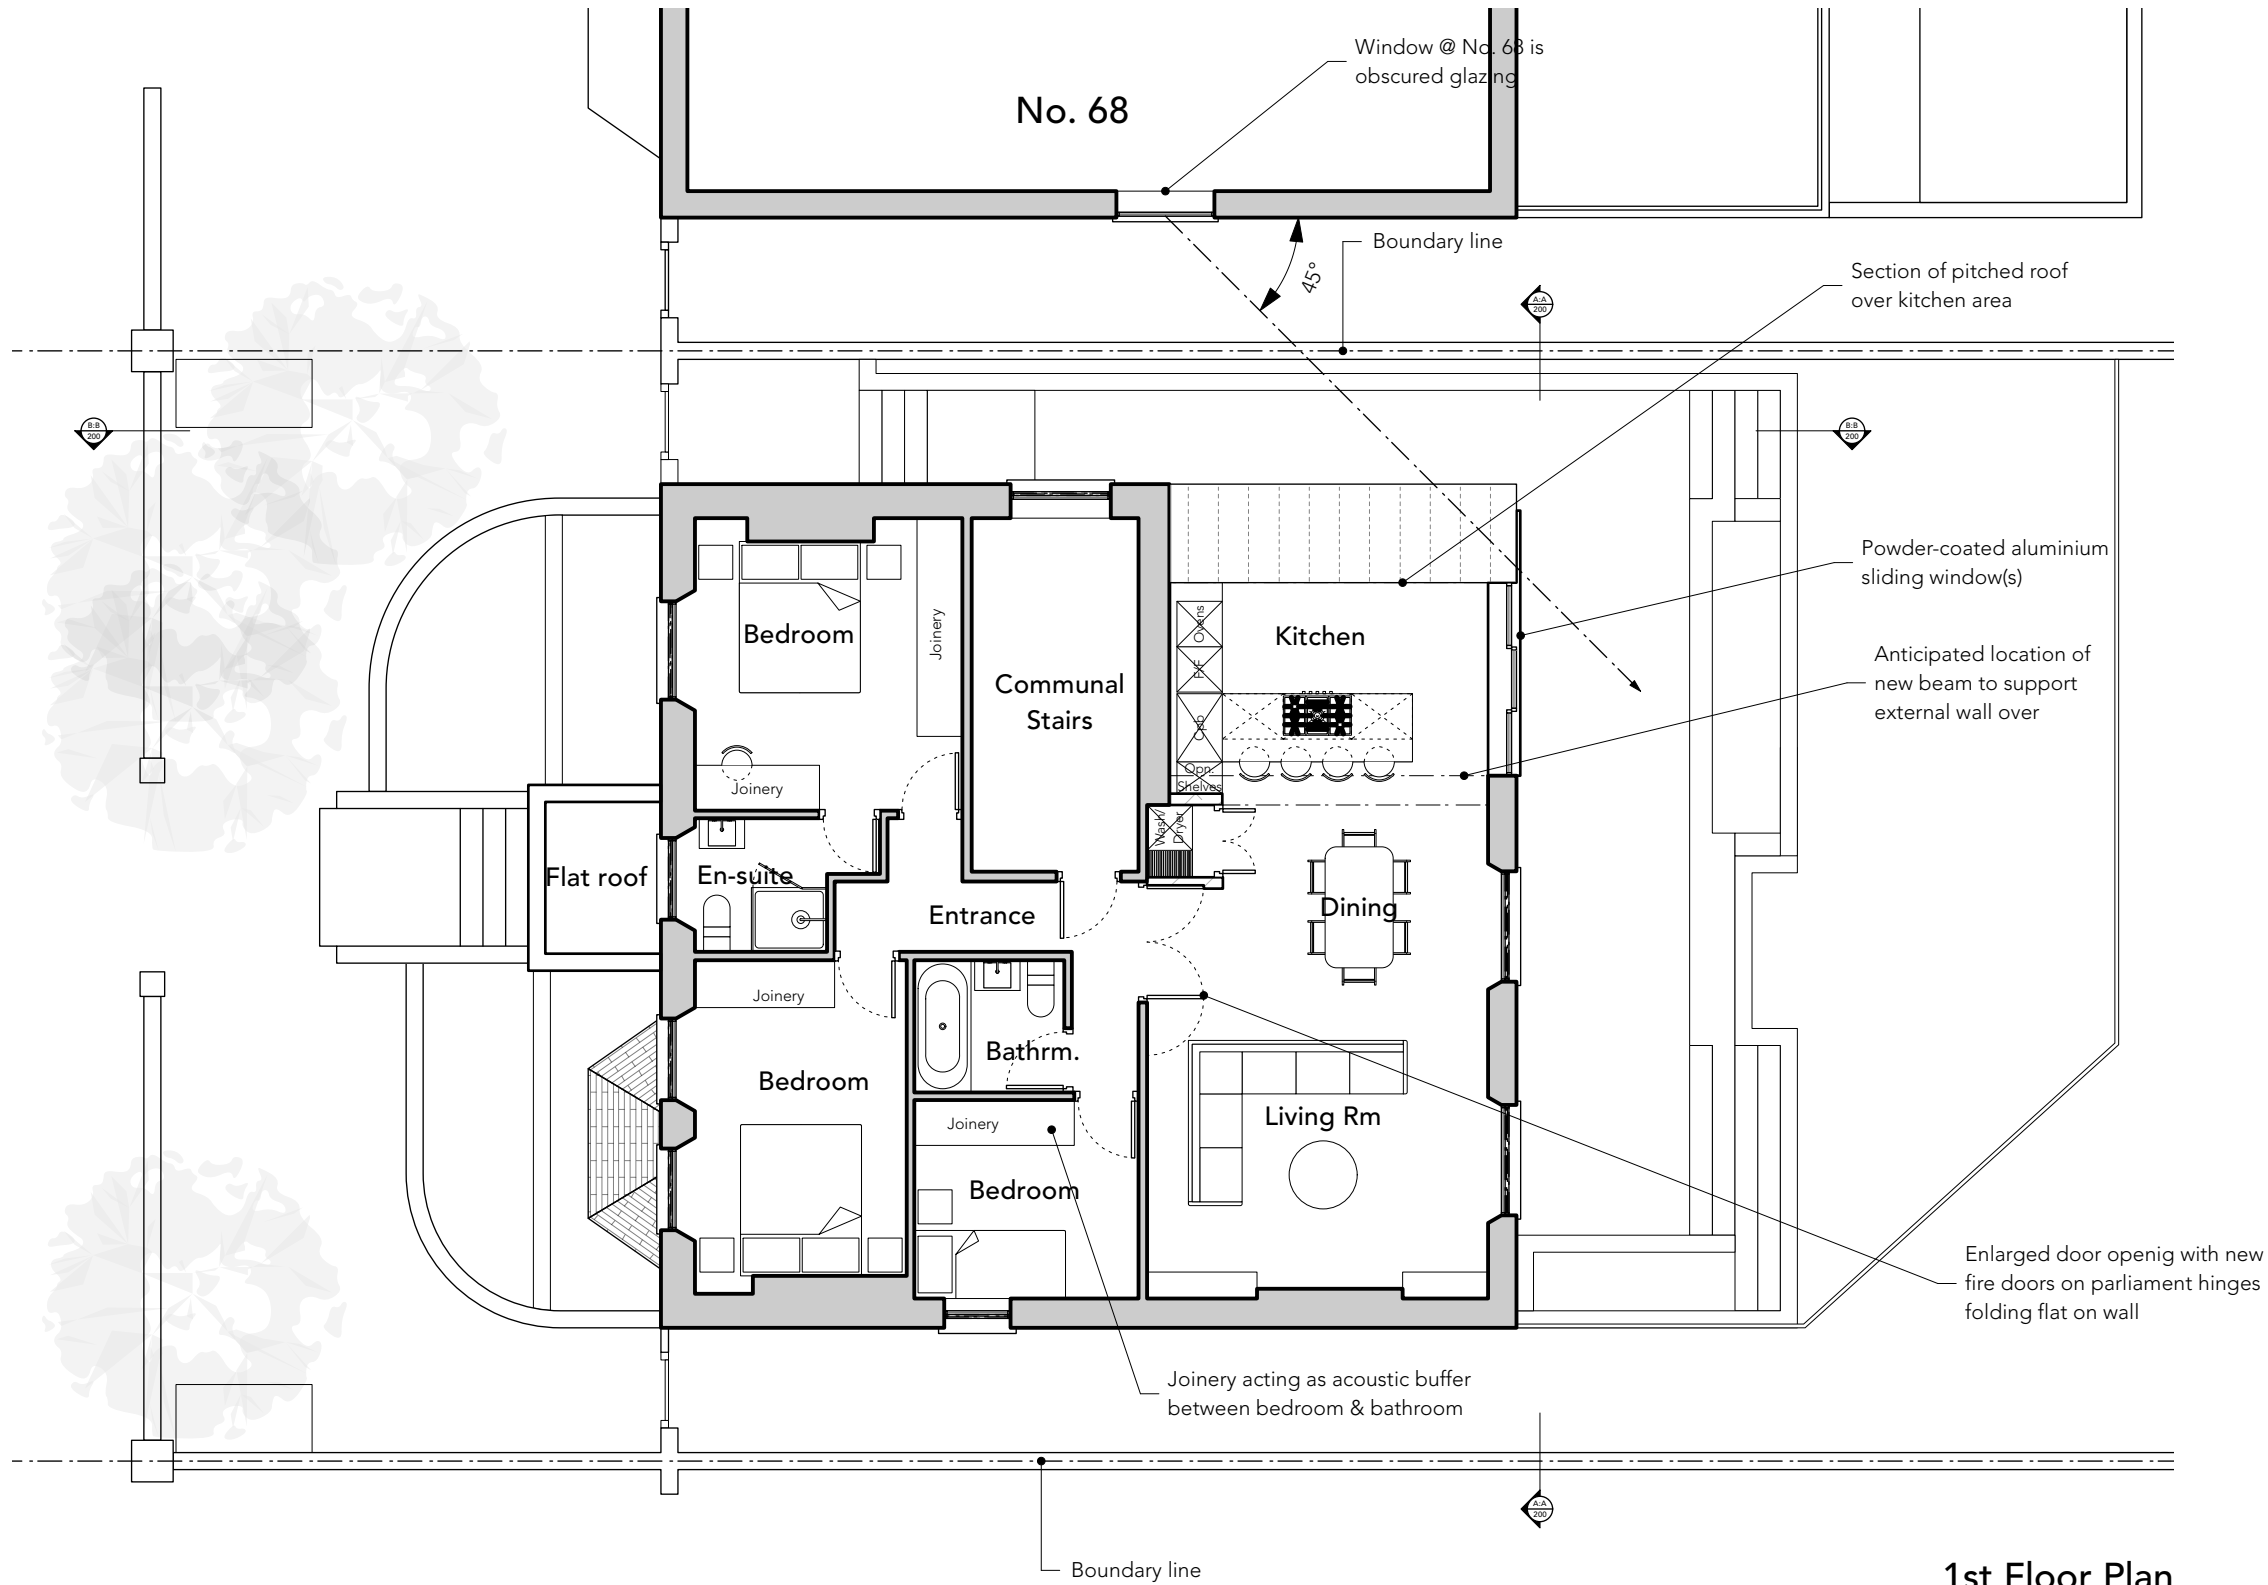 Window @ No. 68 is
obscured glazing
No. 68
Boundary line
45°
Section of pitched roof
over kitchen area
A:A
200
B:B
200
B:B
200
Powder-coated aluminium
sliding window(s)
Ovens
Kitchen
Bedroom
Joinery
F/F
Anticipated location of
new beam to support
external wall over
Communal
Stairs
Cpb
Opn.
Shelves
Joinery
Wash/
Dryer
Flat roof
En-suite
Entrance
Dining
Joinery
Bathrm.
Bedroom
Living Rm
Joinery
Bedroom
Enlarged door openig with new
fire doors on parliament hinges
folding flat on wall
Joinery acting as acoustic buffer
between bedroom & bathroom
A:A
200
Boundary line
1st Floor Plan